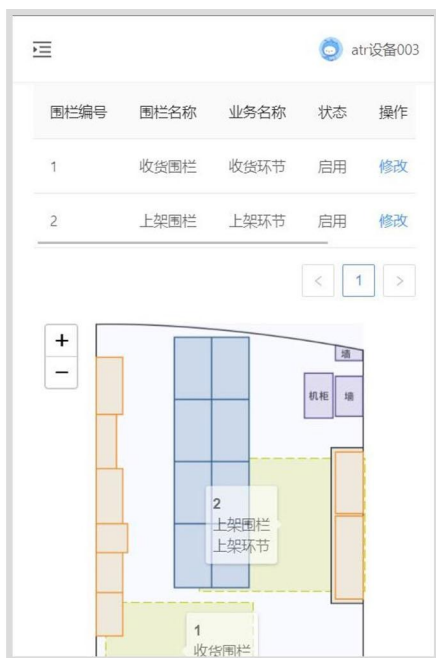 atr设备003
围栏编号 围栏名称 业务名称 状态 操作
1 收货围栏 收货环节 启用 修改
2 上架围栏 上架环节 启用 修改
< 1 >
+
−
墙
机柜 墙
2
上架围栏
上架环节
1
收货围栏